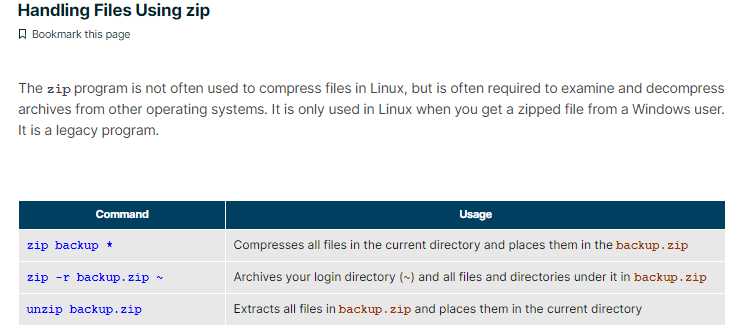 Handling Files Using zip
Bookmark this page
The zip program is not often used to compress files in Linux, but is often required to examine and decompress
archives from other operating systems. It is only used in Linux when you get a zipped file from a Windows user.
It is a legacy program.
Command Usage
zip backup * Compresses all files in the current directory and places them in the backup.zip
zip -r backup.zip ~ Archives your login directory (~) and all files and directories under it in backup.zip
unzip backup.zip Extracts all files in backup.zip and places them in the current directory